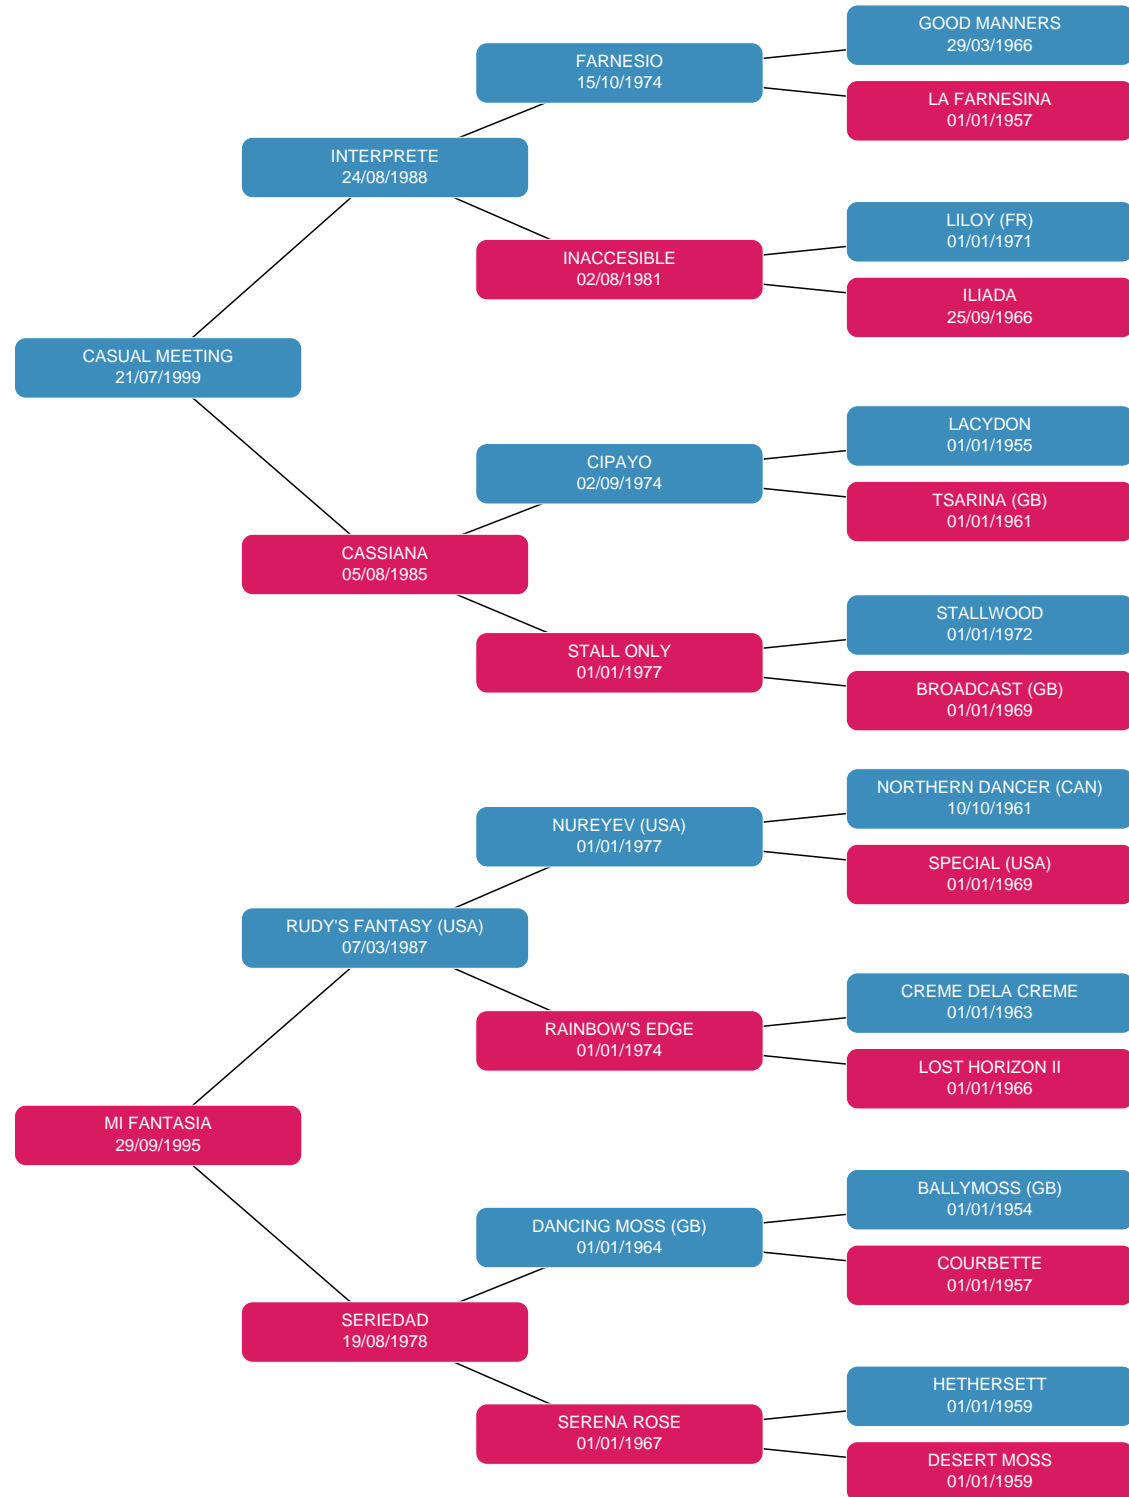 GOOD MANNERS
29/03/1966
FARNESIO
15/10/1974
LA FARNESINA
01/01/1957
INTERPRETE
24/08/1988
LILOY (FR)
01/01/1971
INACCESIBLE
02/08/1981
ILIADA
25/09/1966
CASUAL MEETING
21/07/1999
LACYDON
01/01/1955
CIPAYO
02/09/1974
TSARINA (GB)
01/01/1961
CASSIANA
05/08/1985
STALLWOOD
01/01/1972
STALL ONLY
01/01/1977
BROADCAST (GB)
01/01/1969
NORTHERN DANCER (CAN)
10/10/1961
NUREYEV (USA)
01/01/1977
SPECIAL (USA)
01/01/1969
RUDY'S FANTASY (USA)
07/03/1987
CREME DELA CREME
01/01/1963
RAINBOW'S EDGE
01/01/1974
LOST HORIZON II
01/01/1966
MI FANTASIA
29/09/1995
BALLYMOSS (GB)
01/01/1954
DANCING MOSS (GB)
01/01/1964
COURBETTE
01/01/1957
SERIEDAD
19/08/1978
HETHERSETT
01/01/1959
SERENA ROSE
01/01/1967
DESERT MOSS
01/01/1959